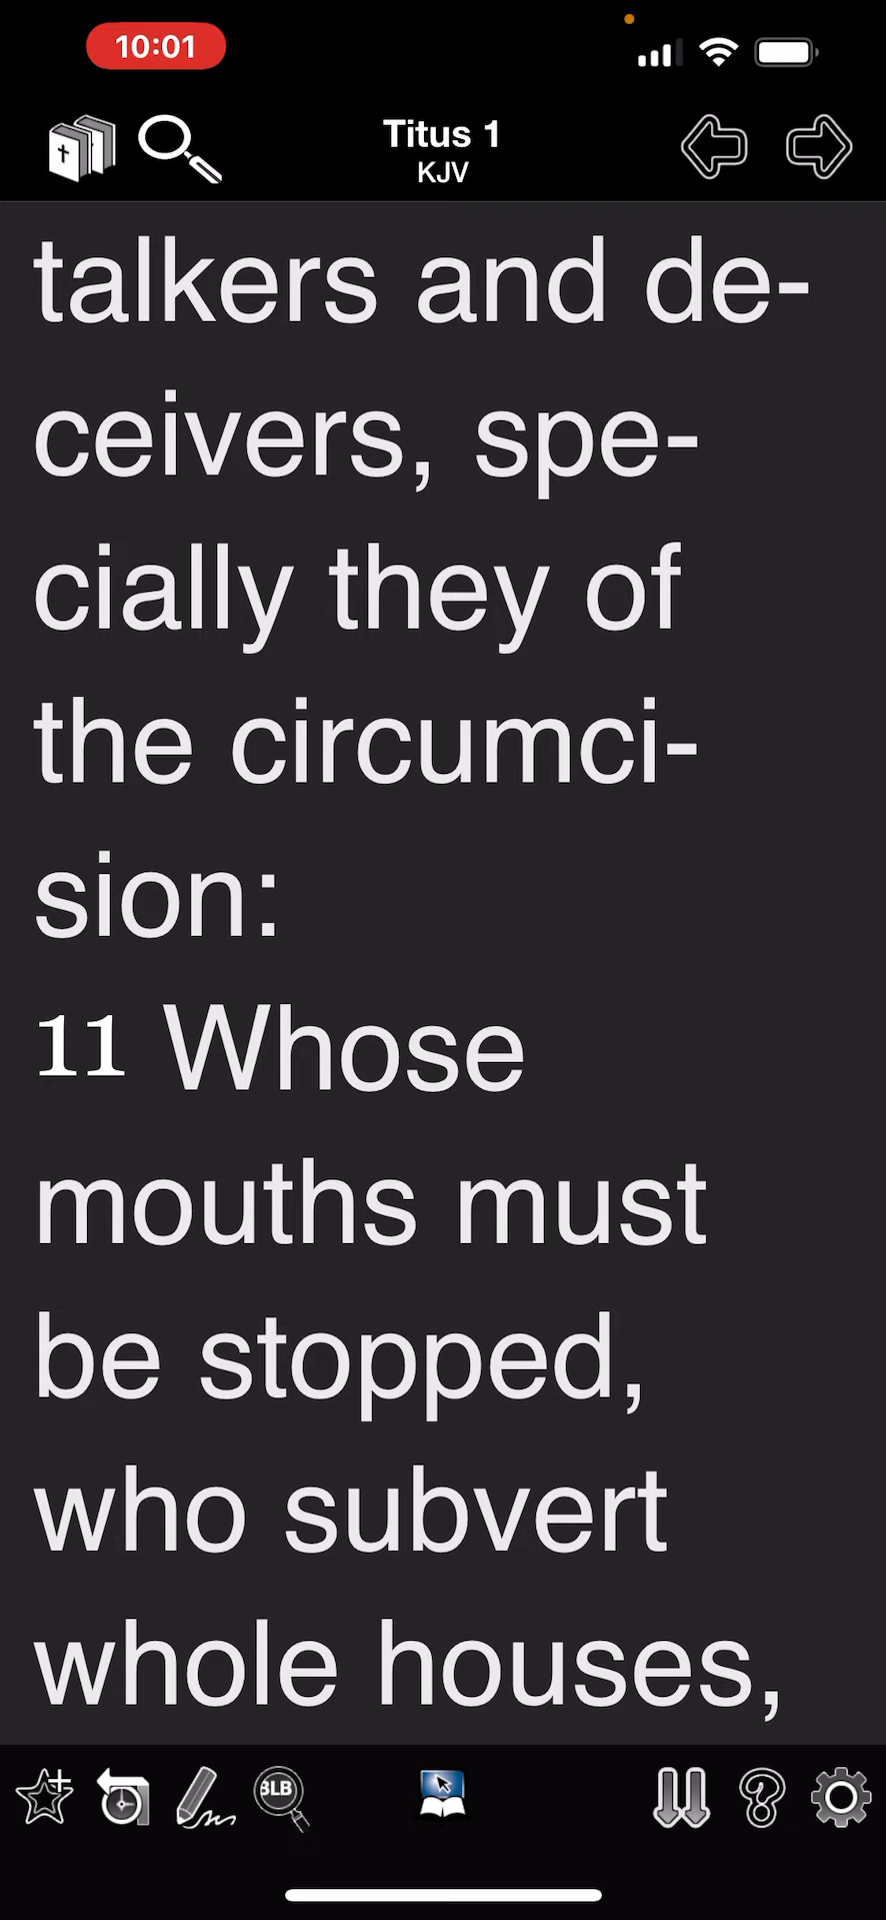 10:01
Titus 1
KJV
talkers and de-
ceivers, spe-
cially they of
the circumci-
sion:
11 Whose
mouths must
be stopped,
who subvert
whole houses,
BLB